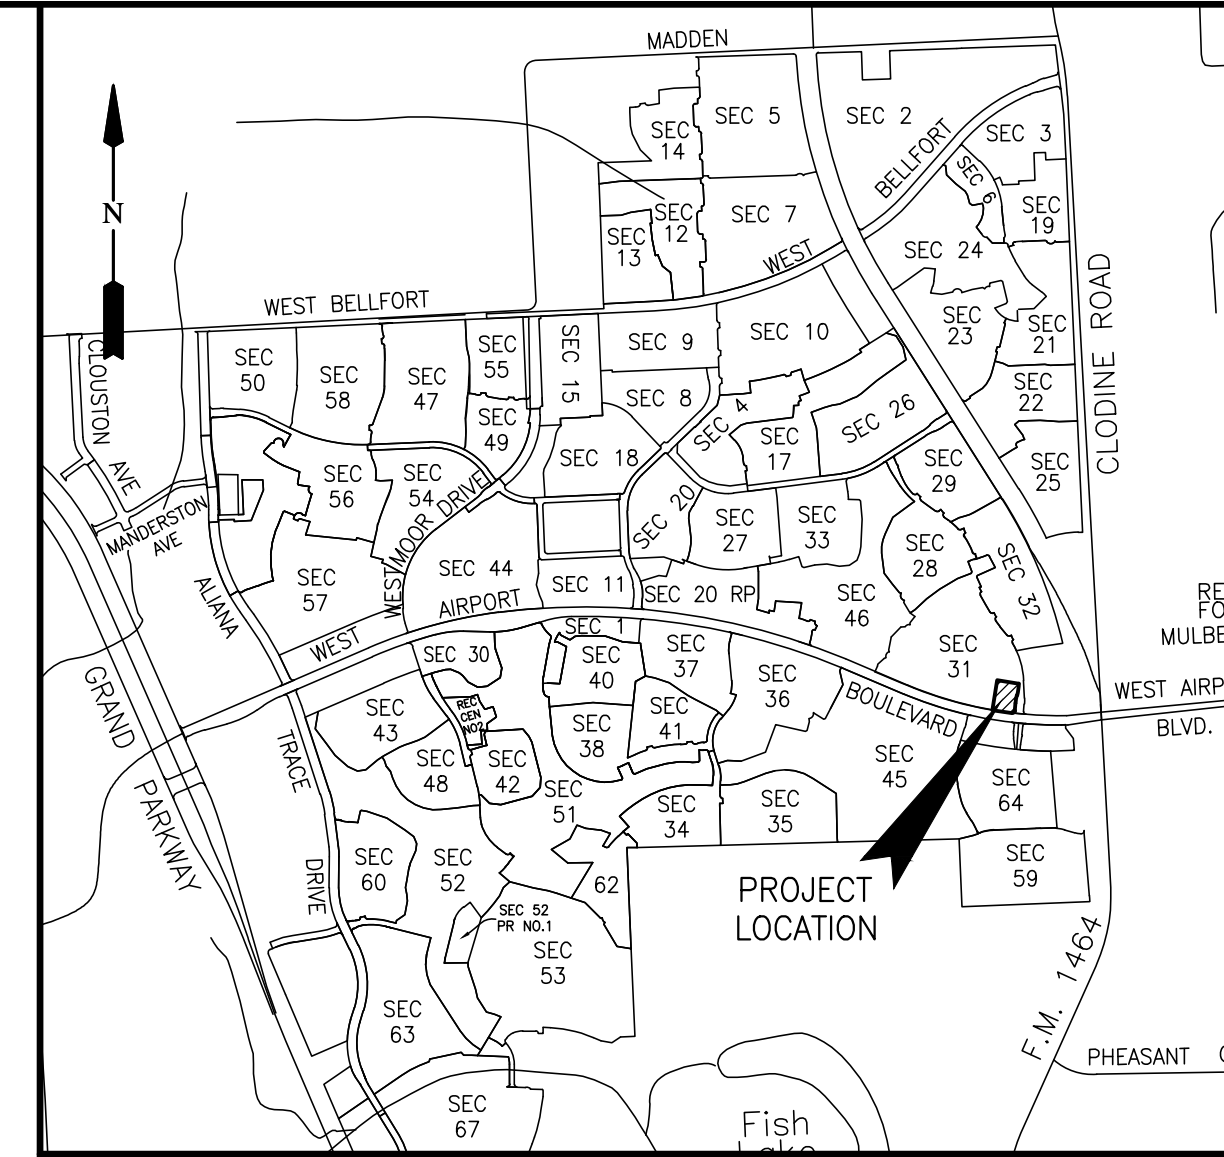 MADDEN
SEC 5
SEC 2
SEC
14
BELLFORT
SEC 3
SEC 6
N
SEC
12
SEC 7
SEC
19
SEC
13
WEST
SEC 24
WEST BELLFORT
CLODINE ROAD
SEC
23
SEC
21
SEC 10
SEC 9
SEC 15
SEC
55
SEC
50
SEC
58
SEC
47
CLOUSTON AVE
SEC
22
SEC 8
SEC 4
SEC 26
SEC
49
SEC
17
SEC 18
SEC
29
SEC
25
SEC
56
SEC
54
WESTMOOR DRIVE
SEC 20
SEC
27
SEC
33
MANDERSTON
AVE
SEC
28
SEC 32
SEC 44
SEC 11
SEC 20 RP
SEC
46
SEC
57
ALIANA
WEST
AIRPORT
SEC 1
RE
FO
MULBE
SEC
31
SEC 30
SEC
40
SEC
37
SEC
36
BOULEVARD
WEST AIRP
BLVD.
GRAND
PARKWAY
TRACE
DRIVE
SEC
43
REC
CEN
NO2
SEC
38
SEC
41
SEC
48
SEC
42
SEC
45
SEC
64
SEC
51
SEC
34
SEC
35
SEC
60
SEC
52
62
SEC
59
PROJECT
LOCATION
SEC 52
PR NO.1
SEC
53
F.M. 1464
SEC
63
PHEASANT
SEC
67
Fish
Lake